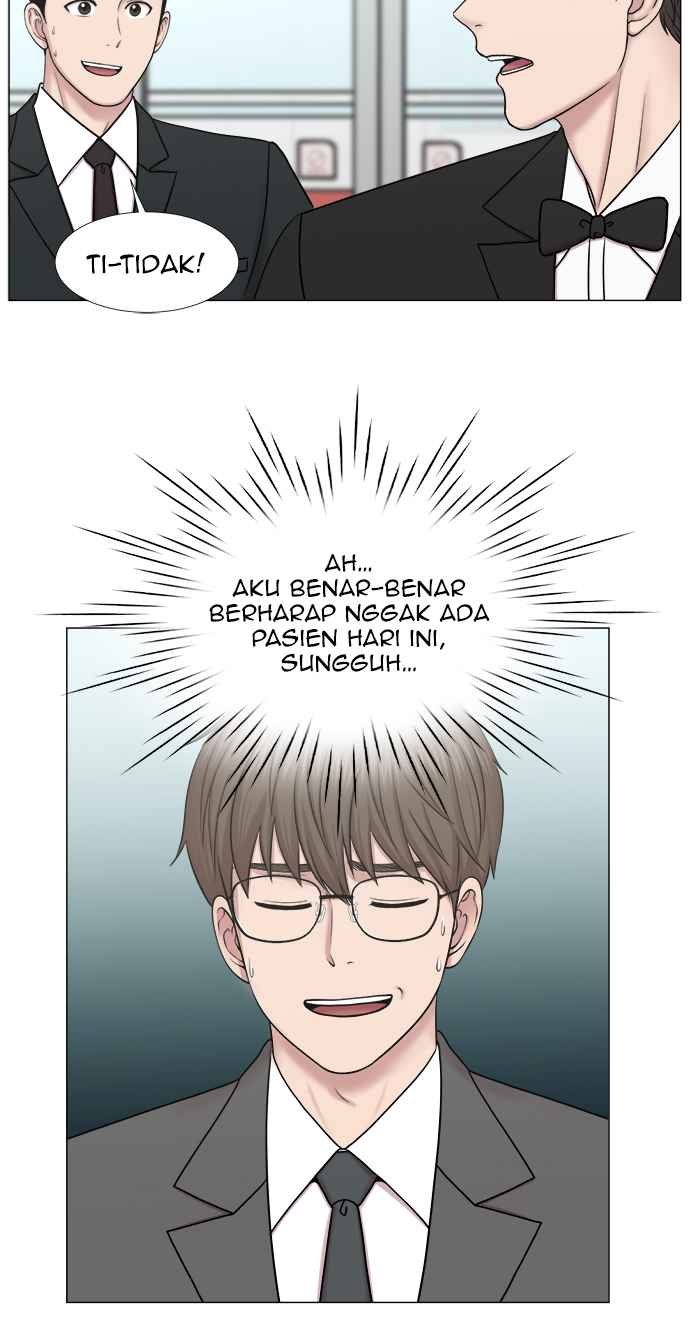 TI-TIDAK!
AH...
AKU BENAR-BENAR
BERHARAP NGGAK ADA
PASIEN HARI INI,
SUNGGUH...